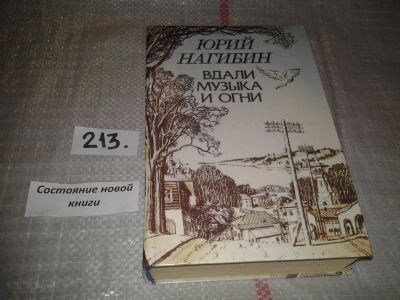 ЮРИЙ
НАГИБИН
ВДАЛИ
МУЗЫКА
И ОГНИ
213.
Состояние новой
книги